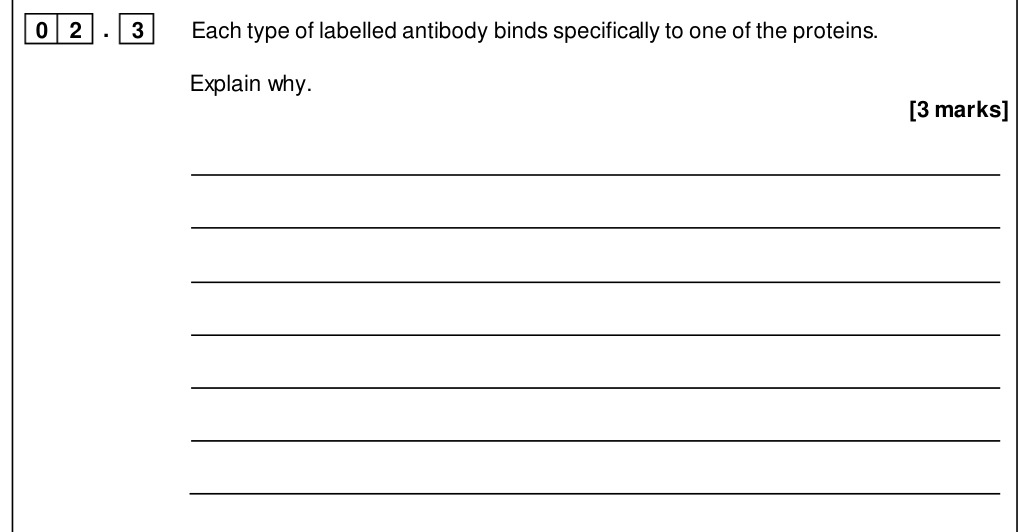 0 2 . 3 Each type of labelled antibody binds specifically to one of the proteins.
Explain why.
[3 marks]